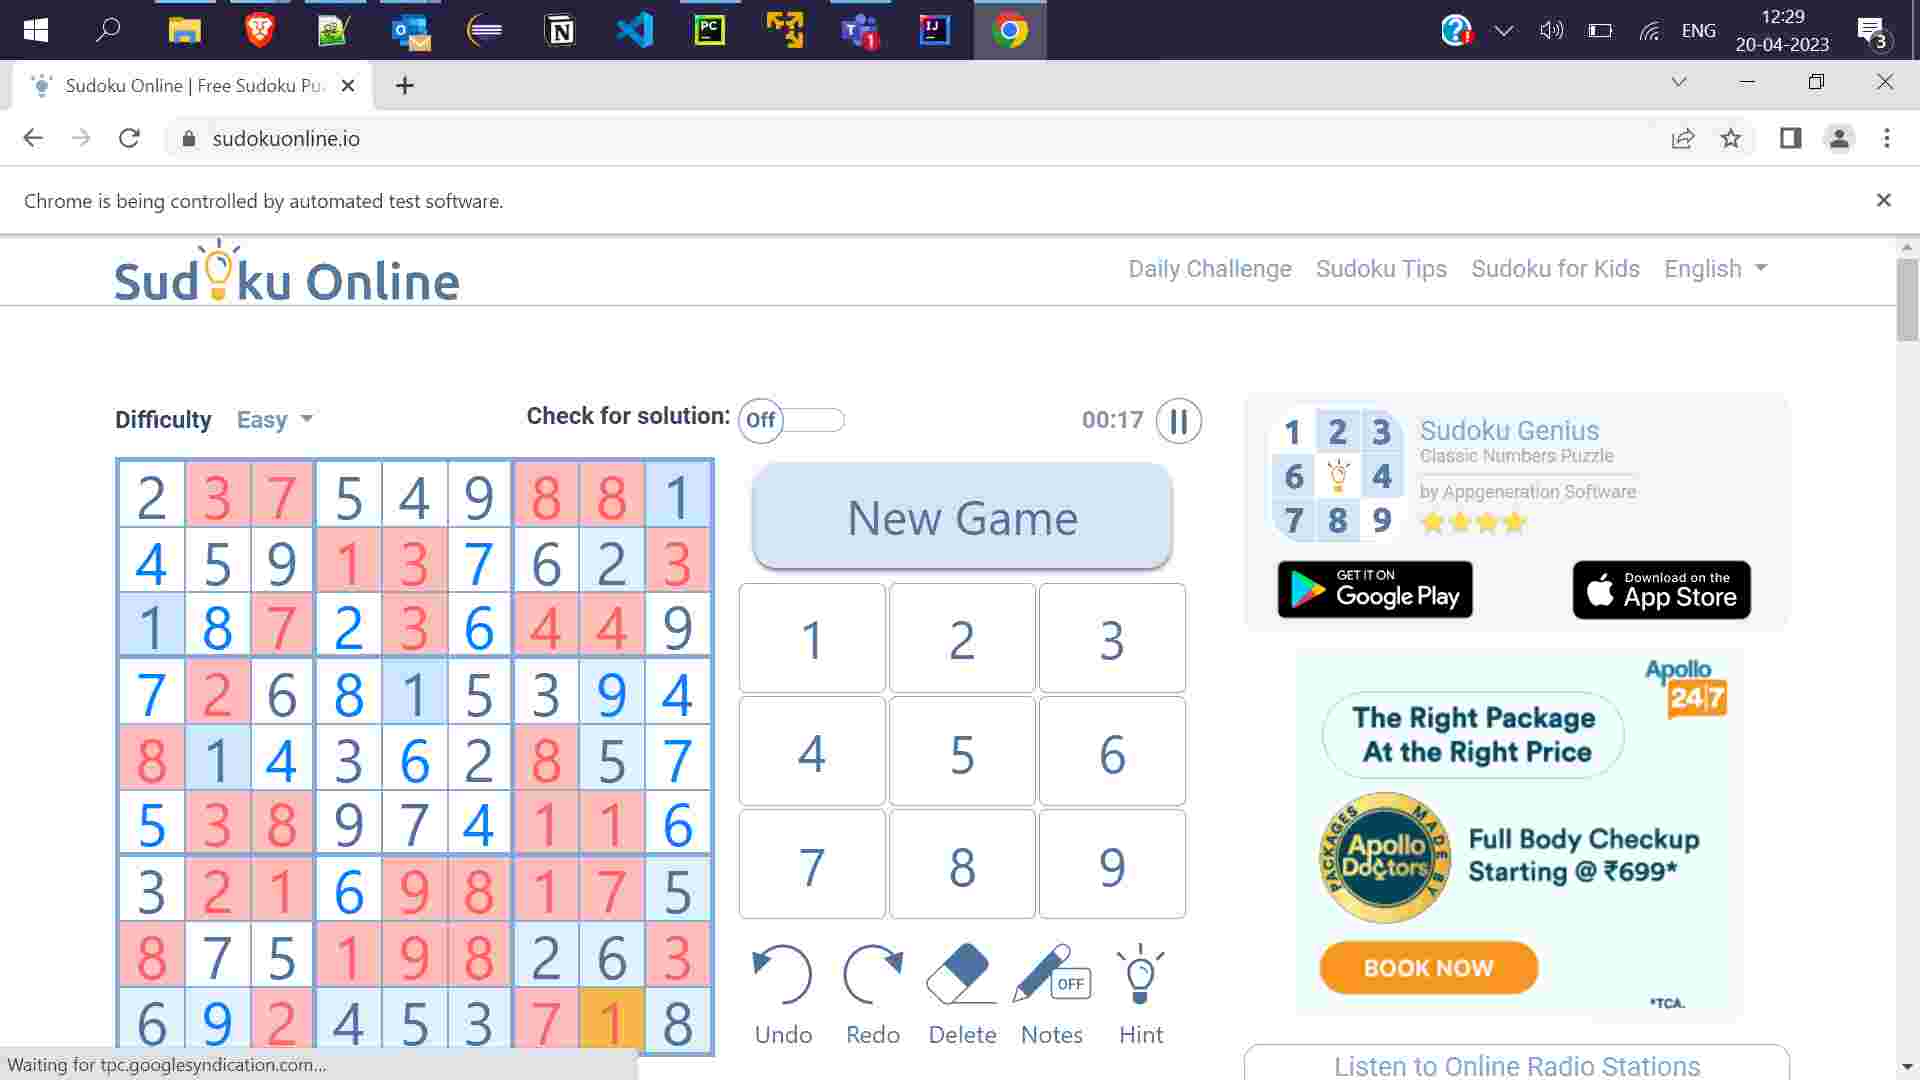 PC
IJ
1
ENG
12:29
20-04-2023
3
Sudoku Online | Free Sudoku Pu
sudokuonline.io
Chrome is being controlled by automated test software.
Sudoku Online
Daily Challenge Sudoku Tips Sudoku for Kids English
Difficulty Easy
Check for solution: Off
00:17
2 3 7 5 4 9 8 8 1
4 5 9 1 3 7 6 2 3
1 8 7 2 3 6 4 4 9
7 2 6 8 1 5 3 9 4
8 1 4 3 6 2 8 5 7
5 3 8 9 7 4 1 1 6
3 2 1 6 9 8 1 7 5
8 7 5 1 9 8 2 6 3
6 9 2 4 5 3 7 1 8
New Game
1 2 3
4 5 6
7 8 9
OFF
Undo Redo Delete Notes Hint
1 2 3
6 4
7 8 9
Sudoku Genius
Classic Numbers Puzzle
by Appgeneration Software
GET IT ON
Google Play
Download on the
App Store
Apollo
24|7
The Right Package
At the Right Price
PACKAGES MADE BY
Apollo
Doctors
Full Body Checkup
Starting @ ₹699*
BOOK NOW
*TCA.
Listen to Online Radio Stations
Waiting for tpc.googlesyndication.com...